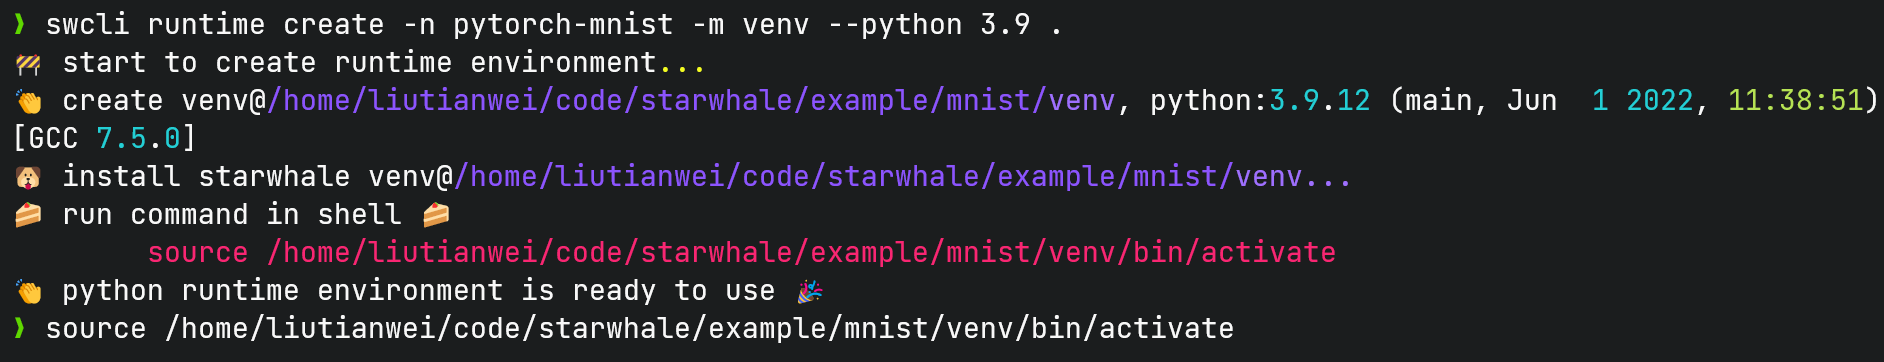 ❱ swcli runtime create -n pytorch-mnist -m venv --python 3.9 .
🚧 start to create runtime environment...
👏 create venv@/home/liutianwei/code/starwhale/example/mnist/venv, python:3.9.12 (main, Jun  1 2022, 11:38:51)
[GCC 7.5.0]
🐶 install starwhale venv@/home/liutianwei/code/starwhale/example/mnist/venv...
🍰 run command in shell 🍰
        source /home/liutianwei/code/starwhale/example/mnist/venv/bin/activate
👏 python runtime environment is ready to use 🎉
❱ source /home/liutianwei/code/starwhale/example/mnist/venv/bin/activate